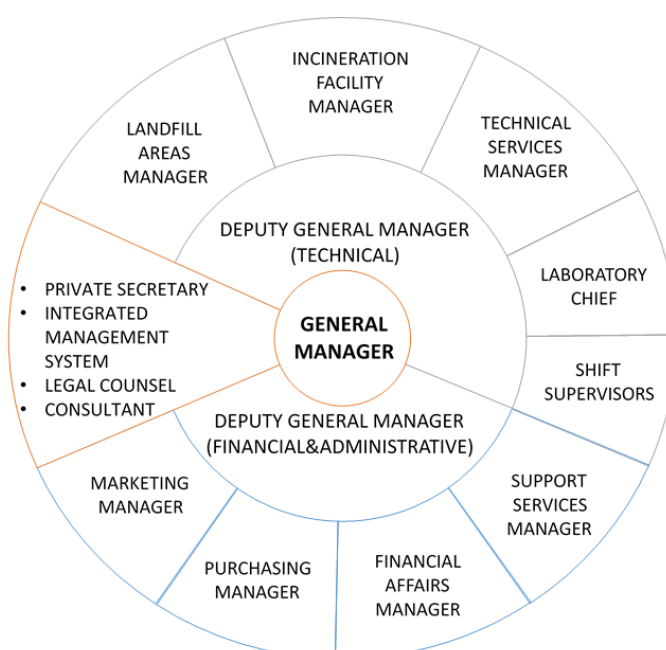 INCINERATION
FACILITY
MANAGER
LANDFILL
AREAS
MANAGER
TECHNICAL
SERVICES
MANAGER
DEPUTY GENERAL MANAGER
(TECHNICAL)
LABORATORY
CHIEF
• PRIVATE SECRETARY
• INTEGRATED
MANAGEMENT
SYSTEM
• LEGAL COUNSEL
• CONSULTANT
GENERAL
MANAGER
SHIFT
SUPERVISORS
DEPUTY GENERAL MANAGER
(FINANCIAL&ADMINISTRATIVE)
MARKETING
MANAGER
SUPPORT
SERVICES
MANAGER
PURCHASING
MANAGER
FINANCIAL
AFFAIRS
MANAGER